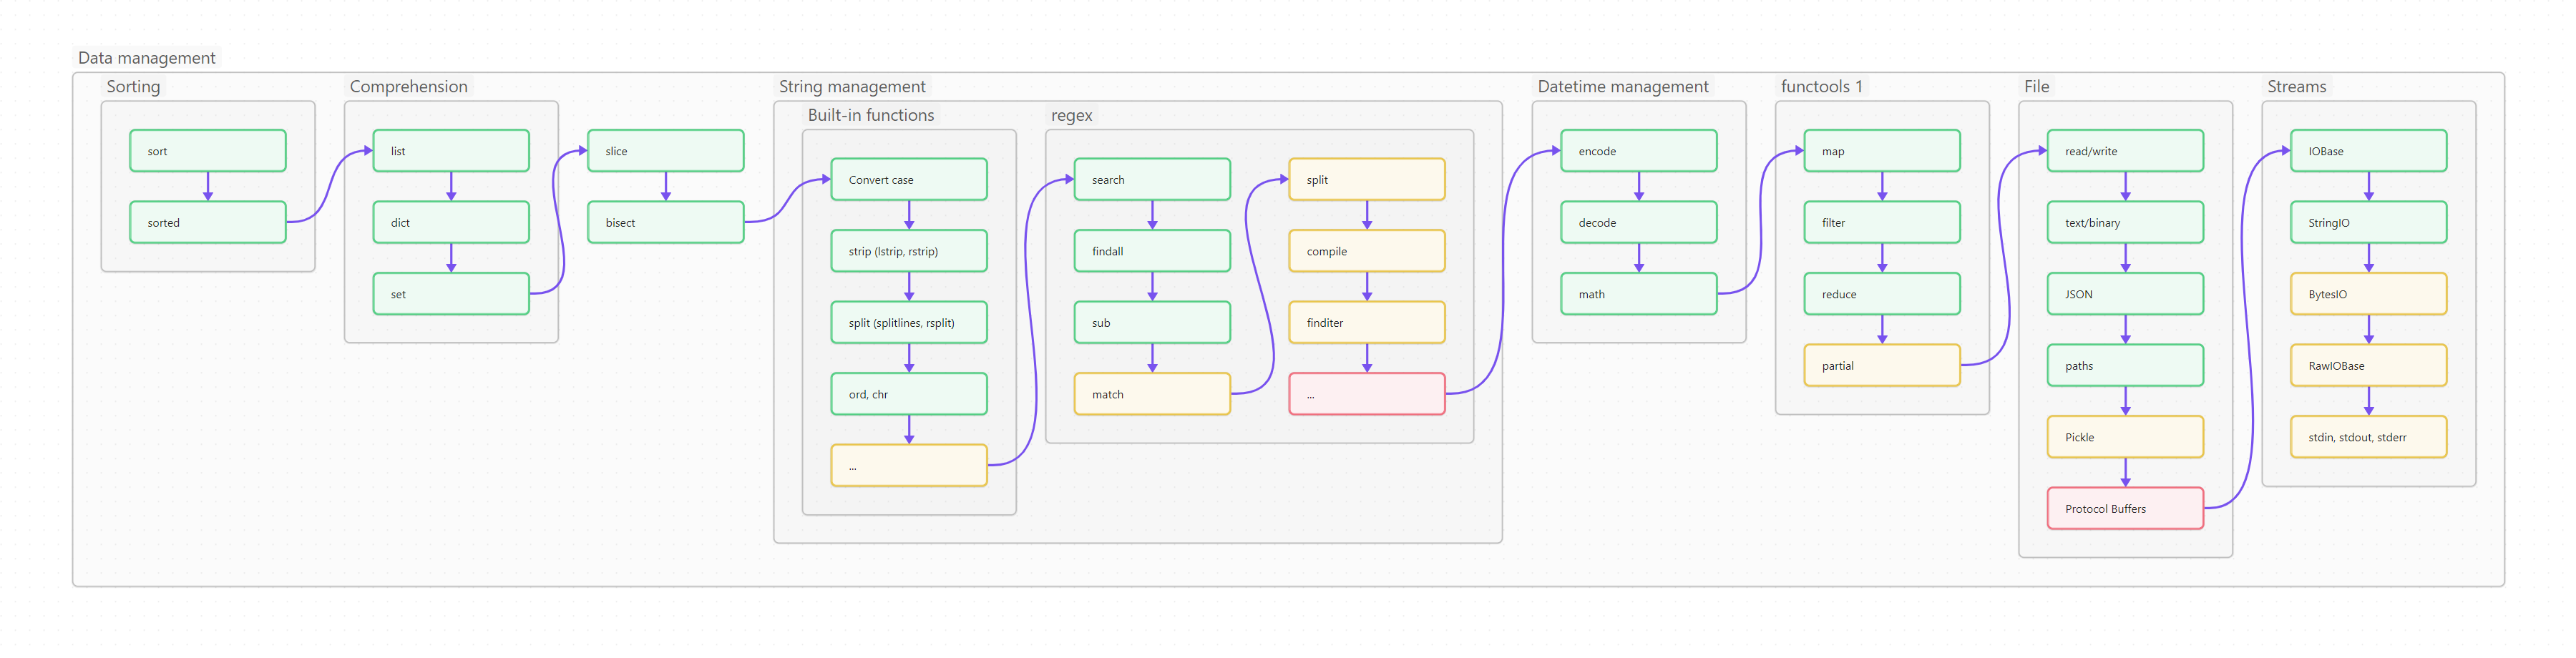 Data management
Sorting
sort
sorted
Comprehension
list
dict
set
slice
bisect
String management
Built-in functions
Convert case
strip (lstrip, rstrip)
split (splitlines, rsplit)
ord, chr
...
regex
search
findall
sub
match
split
compile
finditer
...
Datetime management
encode
decode
math
functools 1
map
filter
reduce
partial
File
read/write
text/binary
JSON
paths
Pickle
Protocol Buffers
Streams
IOBase
StringIO
BytesIO
RawIOBase
stdin, stdout, stderr